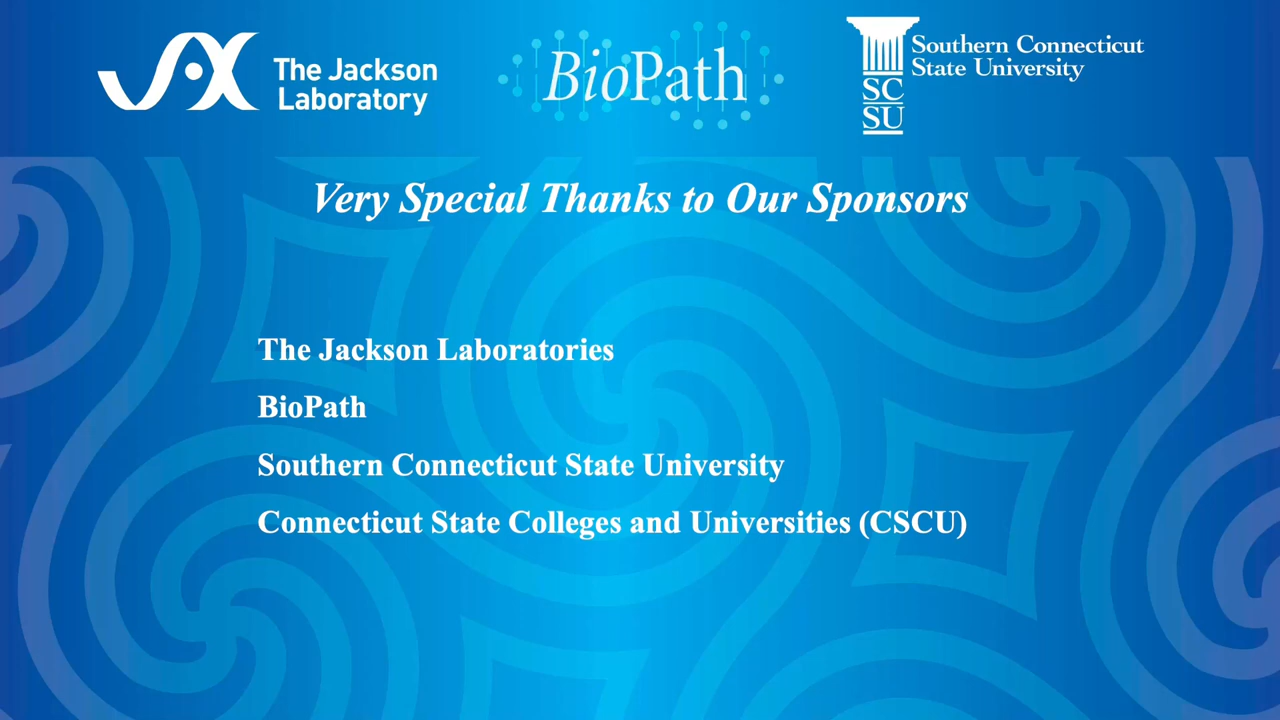 JAX
The Jackson
Laboratory
BioPath
Southern Connecticut
State University
SC
SU
Very Special Thanks to Our Sponsors
The Jackson Laboratories
BioPath
Southern Connecticut State University
Connecticut State Colleges and Universities (CSCU)